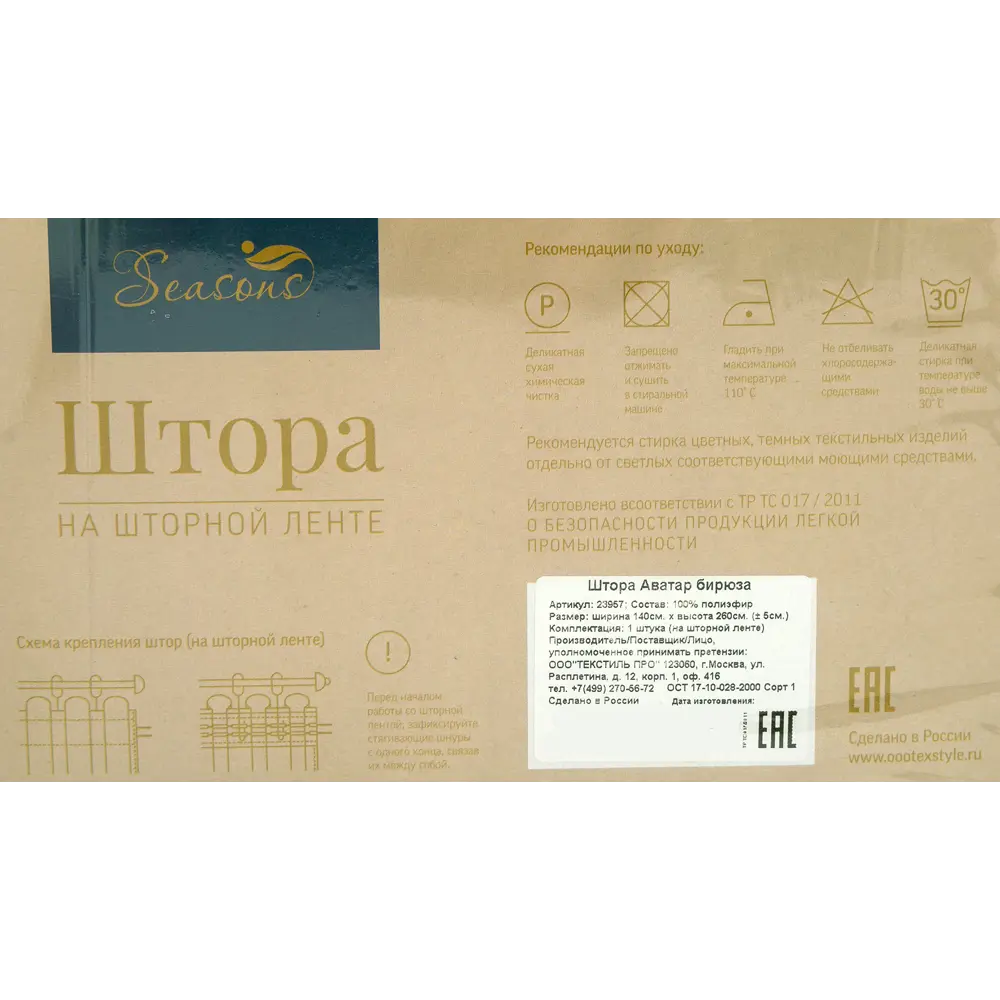 Seasons
Штора
НА ШТОРНОЙ ЛЕНТЕ
Схема крепления штор (на шторной ленте)
!
Перед началом
работы со шторной
лентой, зафиксируйте
стягивающие шнуры
с одного конца, связав
их между собой.
Рекомендации по уходу:
P
30°
Деликатная
сухая
химическая
чистка
Запрещено
отжимать
и сушить
в стиральной
машине
Гладить при
максимальной
температуре
110° С
Не отбеливать
хлоросодержа-
щими
средствами
Деликатная
стирка при
температуре
воды не выше
30° С
Рекомендуется стирка цветных, темных текстильных изделий
отдельно от светлых соответствующими моющими средствами.
Изготовлено всоответствии с ТР ТС 017 / 2011
О БЕЗОПАСНОСТИ ПРОДУКЦИИ ЛЕГКОЙ
ПРОМЫШЛЕННОСТИ
Штора Аватар бирюза
Артикул: 23957; Состав: 100% полиэфир
Размер: ширина 140см. х высота 260см. (± 5см.)
Комплектация: 1 штука (на шторной ленте)
Производитель/Поставщик/Лицо,
уполномоченное принимать претензии:
ООО"ТЕКСТИЛЬ ПРО" 123060, г.Москва, ул.
Расплетина, д. 12, корп. 1, оф. 416
тел. +7(499) 270-56-72 ОСТ 17-10-028-2000 Сорт 1
Сделано в России Дата изготовления:
EAC
EAC
Сделано в России
www.oootexstyle.ru